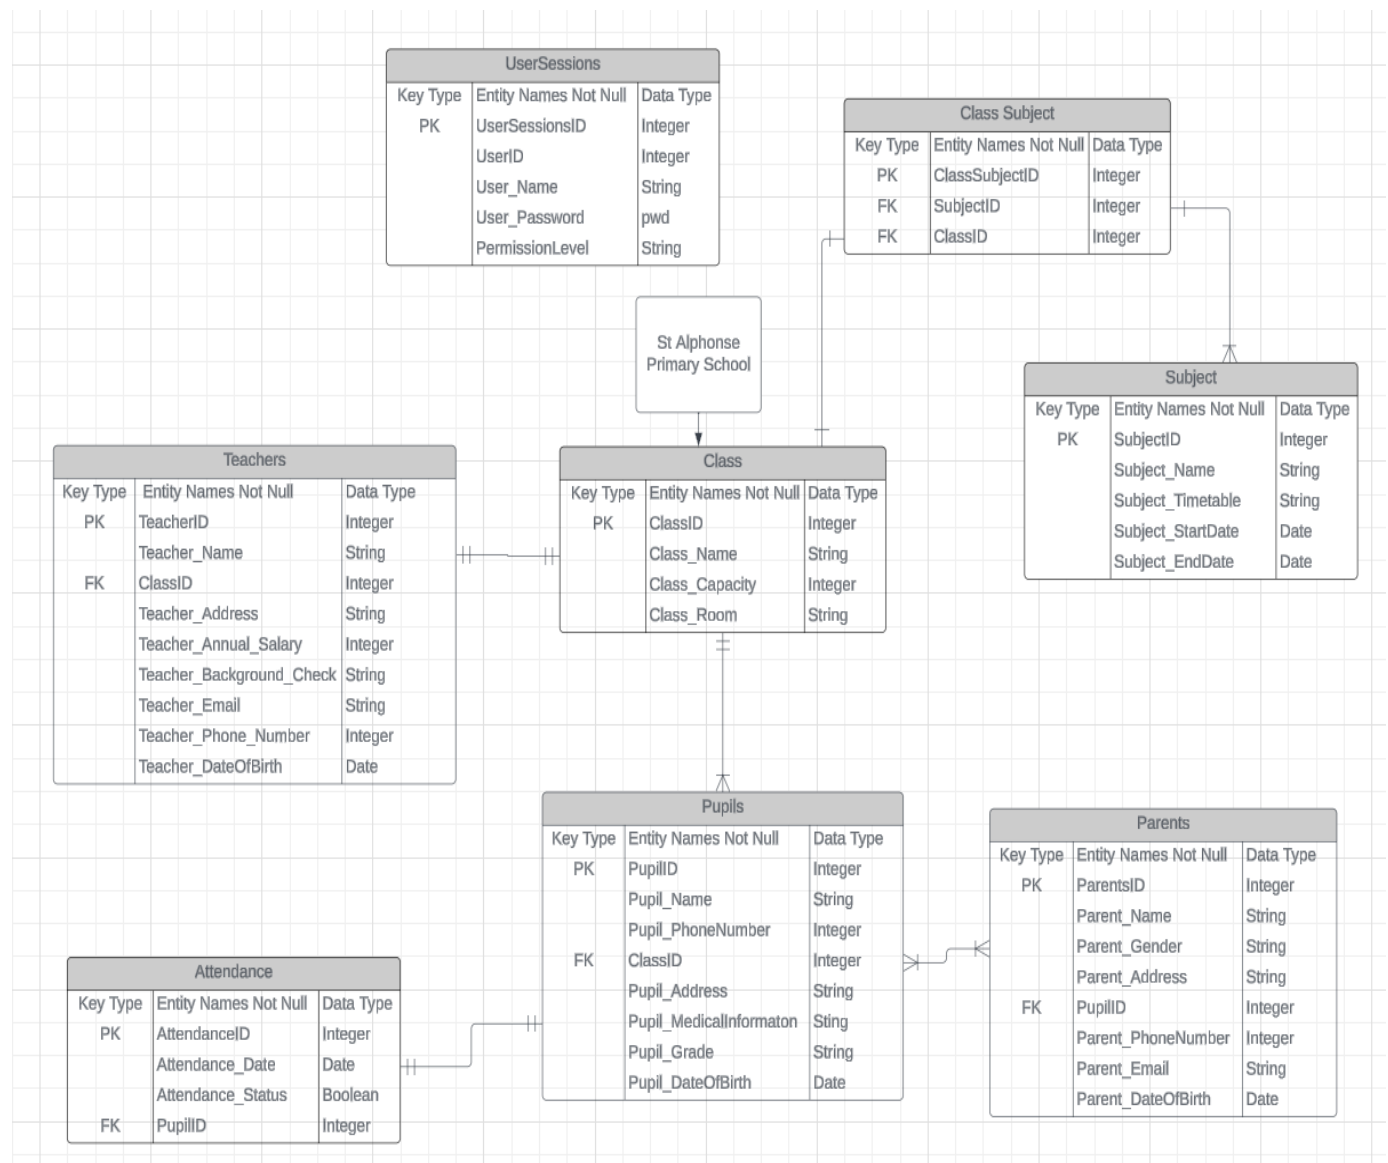 UserSessions
Key Type Entity Names Not Null Data Type
PK UserSessionsID Integer
UserID Integer
User_Name String
User_Password pwd
PermissionLevel String
Class Subject
Key Type Entity Names Not Null Data Type
PK ClassSubjectID Integer
FK SubjectID Integer
FK ClassID Integer
St Alphonse
Primary School
Subject
Key Type Entity Names Not Null Data Type
PK SubjectID Integer
Subject_Name String
Subject_Timetable String
Subject_StartDate Date
Subject_EndDate Date
Teachers
Key Type Entity Names Not Null Data Type
PK TeacherID Integer
Teacher_Name String
FK ClassID Integer
Teacher_Address String
Teacher_Annual_Salary Integer
Teacher_Background_Check String
Teacher_Email String
Teacher_Phone_Number Integer
Teacher_DateOfBirth Date
Class
Key Type Entity Names Not Null Data Type
PK ClassID Integer
Class_Name String
Class_Capacity Integer
Class_Room String
Pupils
Key Type Entity Names Not Null Data Type
PK PupilID Integer
Pupil_Name String
Pupil_PhoneNumber Integer
FK ClassID Integer
Pupil_Address String
Pupil_MedicalInformaton Sting
Pupil_Grade String
Pupil_DateOfBirth Date
Parents
Key Type Entity Names Not Null Data Type
PK ParentsID Integer
Parent_Name String
Parent_Gender String
Parent_Address String
FK PupilID Integer
Parent_PhoneNumber Integer
Parent_Email String
Parent_DateOfBirth Date
Attendance
Key Type Entity Names Not Null Data Type
PK AttendanceID Integer
Attendance_Date Date
Attendance_Status Boolean
FK PupilID Integer